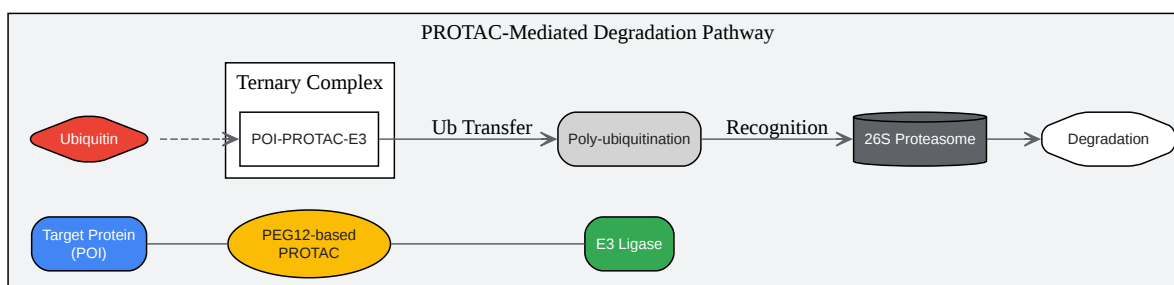 PROTAC-Mediated Degradation Pathway
Ternary Complex
Ubiquitin
POI-PROTAC-E3
Ub Transfer
Poly-ubiquitination
Recognition
26S Proteasome
Degradation
Target Protein
(POI)
PEG12-based
PROTAC
E3 Ligase